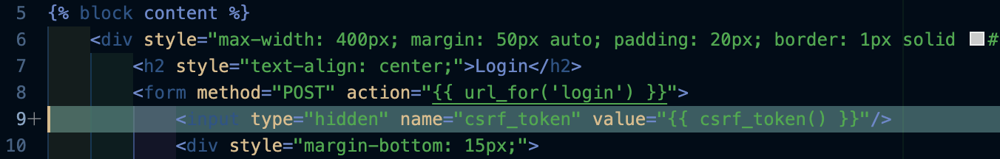 5 {% block content %}
6 <div style="max-width: 400px; margin: 50px auto; padding: 20px; border: 1px solid #
7 <h2 style="text-align: center;">Login</h2>
8 <form method="POST" action="{{ url_for('login') }}">
9+ <input type="hidden" name="csrf_token" value="{{ csrf_token() }}"/>
10 <div style="margin-bottom: 15px;">